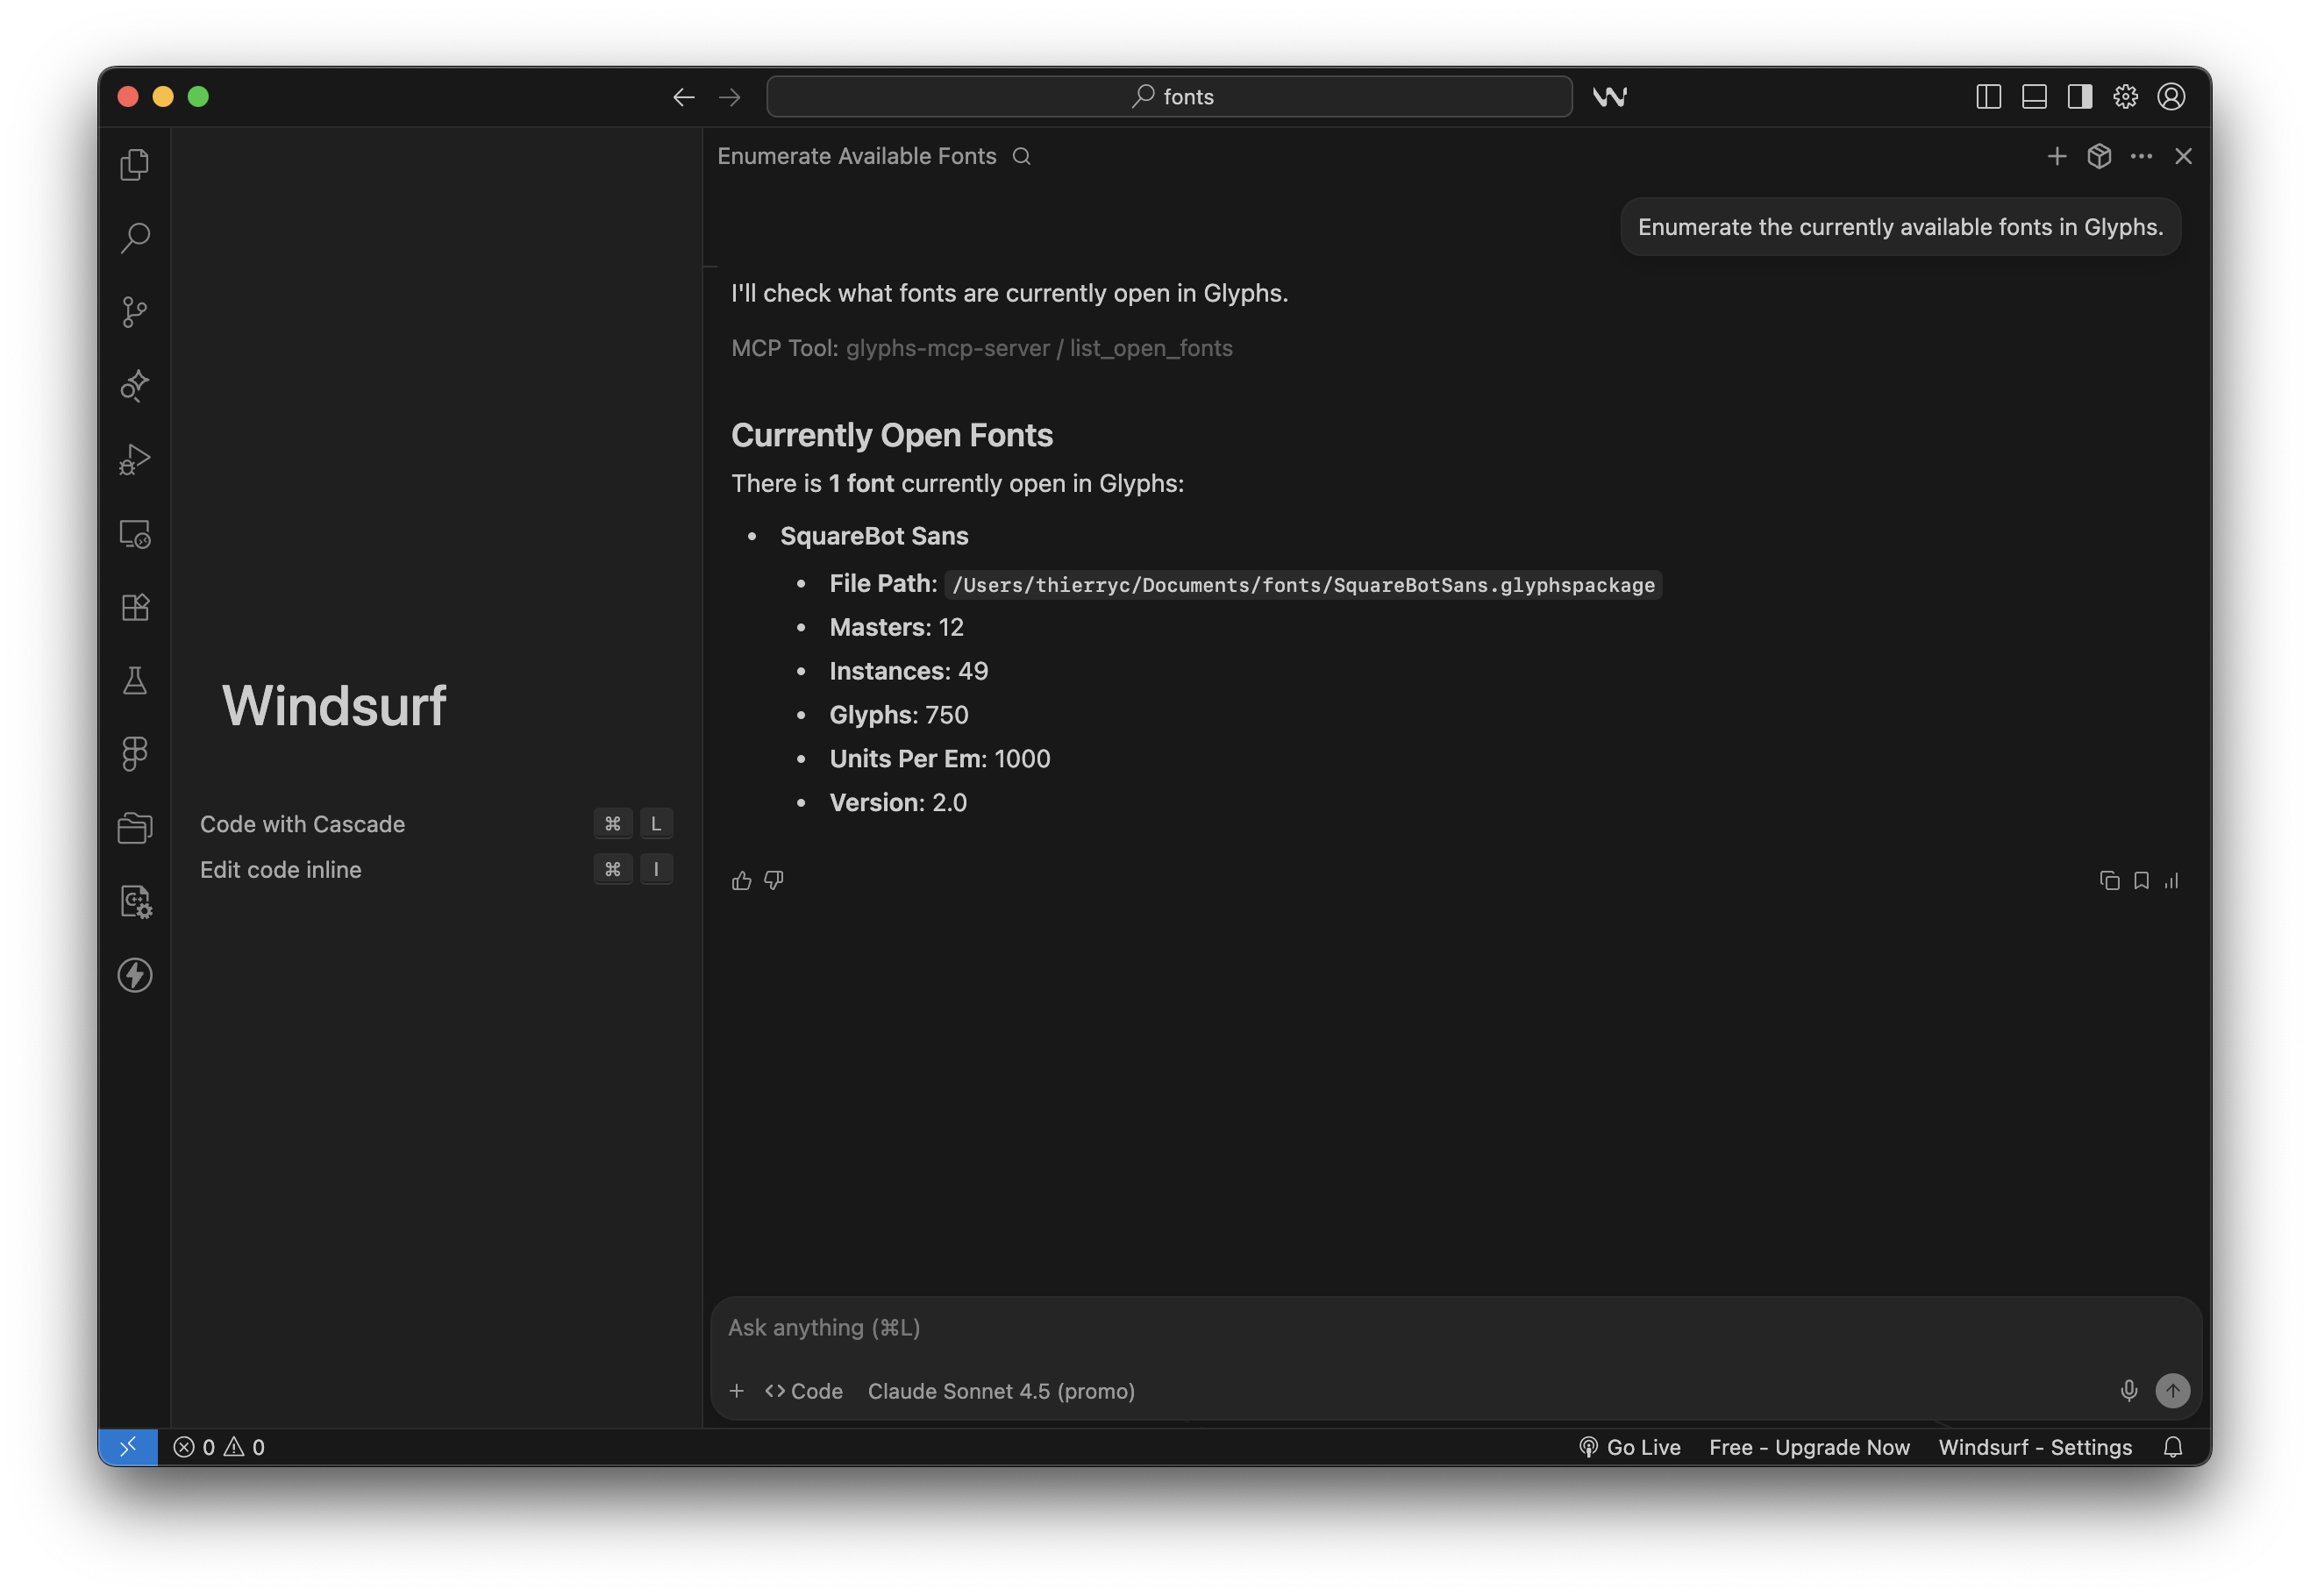 fonts
Enumerate Available Fonts
Enumerate the currently available fonts in Glyphs.
I'll check what fonts are currently open in Glyphs.
MCP Tool: glyphs-mcp-server / list_open_fonts
Currently Open Fonts
There is 1 font currently open in Glyphs:
• SquareBot Sans
• File Path: /Users/thierryc/Documents/fonts/SquareBotSans.glyphspackage
• Masters: 12
• Instances: 49
• Glyphs: 750
• Units Per Em: 1000
• Version: 2.0
Windsurf
Code with Cascade ⌘ L
Edit code inline ⌘ I
Ask anything (⌘L)
+ <> Code Claude Sonnet 4.5 (promo)
0 0 Go Live Free - Upgrade Now Windsurf - Settings